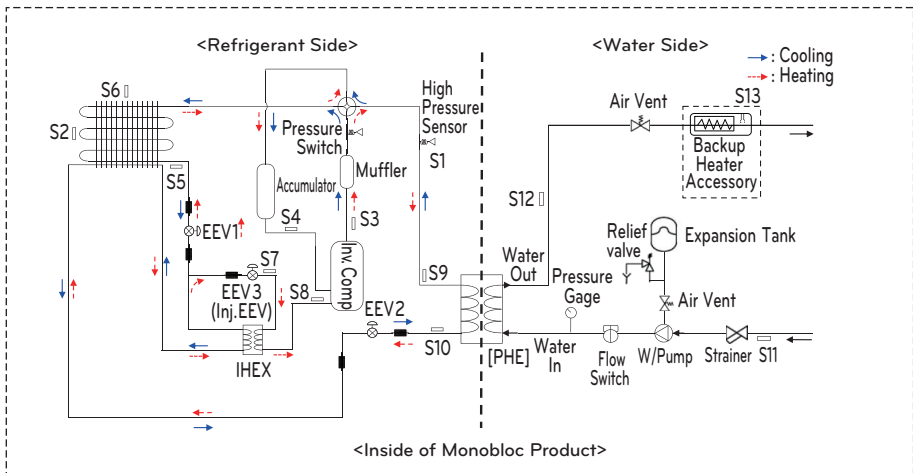 <Refrigerant Side>
<Water Side>
: Cooling
: Heating
S6
S2
S5
High
Pressure
Sensor
S1
Pressure
Switch
Muffler
Accumulator
S4
S3
EEV1
S7
EEV3
(Inj.EEV)
S8
Inv Comp
IHEX
EEV2
S9
S10
[PHE]
Air Vent
S13
Backup
Heater
Accessory
S12
Water
Out
Relief
valve
Expansion Tank
Pressure
Gage
Air Vent
Water
In
Flow
Switch
W/Pump
Strainer
S11
<Inside of Monobloc Product>